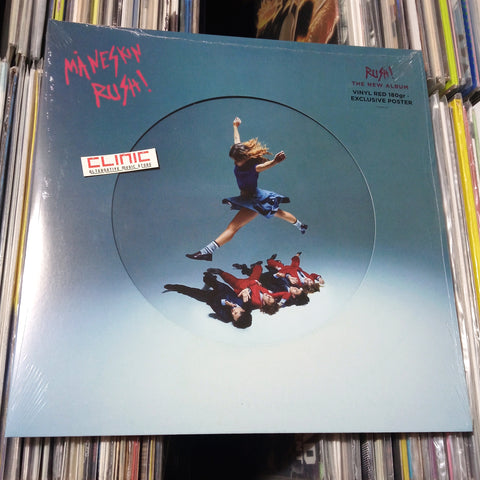 MÅNESKIN
RUSH!
RUSH!
THE NEW ALBUM
VINYL RED 180gr +
EXCLUSIVE POSTER
CLINIC
ALTERNATIVE MUSIC STORE